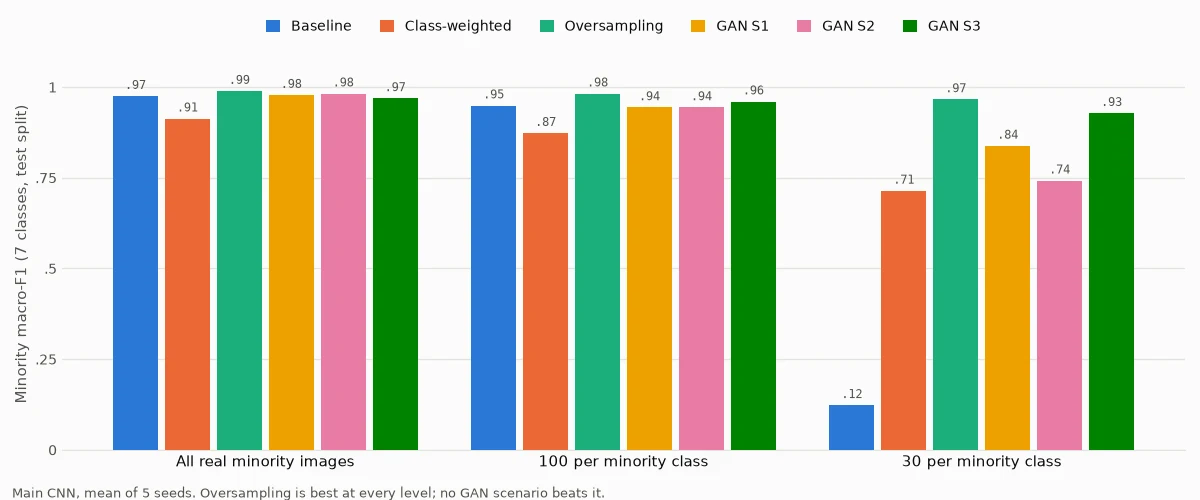 Baseline Class-weighted Oversampling GAN S1 GAN S2 GAN S3
Minority macro-F1 (7 classes, test split)
1
.75
.5
.25
0
.97 .91 .99 .98 .98 .97
.95 .87 .98 .94 .94 .96
.12 .71 .97 .84 .74 .93
All real minority images 100 per minority class 30 per minority class
Main CNN, mean of 5 seeds. Oversampling is best at every level; no GAN scenario beats it.